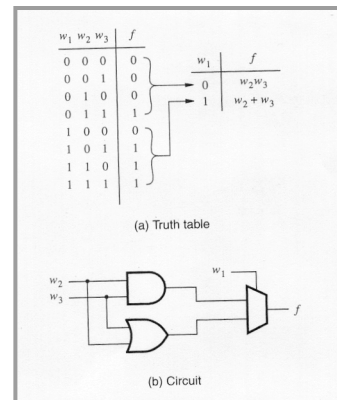 w1 w2 w3 f
0 0 0 0
0 0 1 0
0 1 0 0
0 1 1 1
1 0 0 0
1 0 1 1
1 1 0 1
1 1 1 1
w1 f
0 w2w3
1 w2 + w3
(a) Truth table
w1
w2
w3
f
(b) Circuit